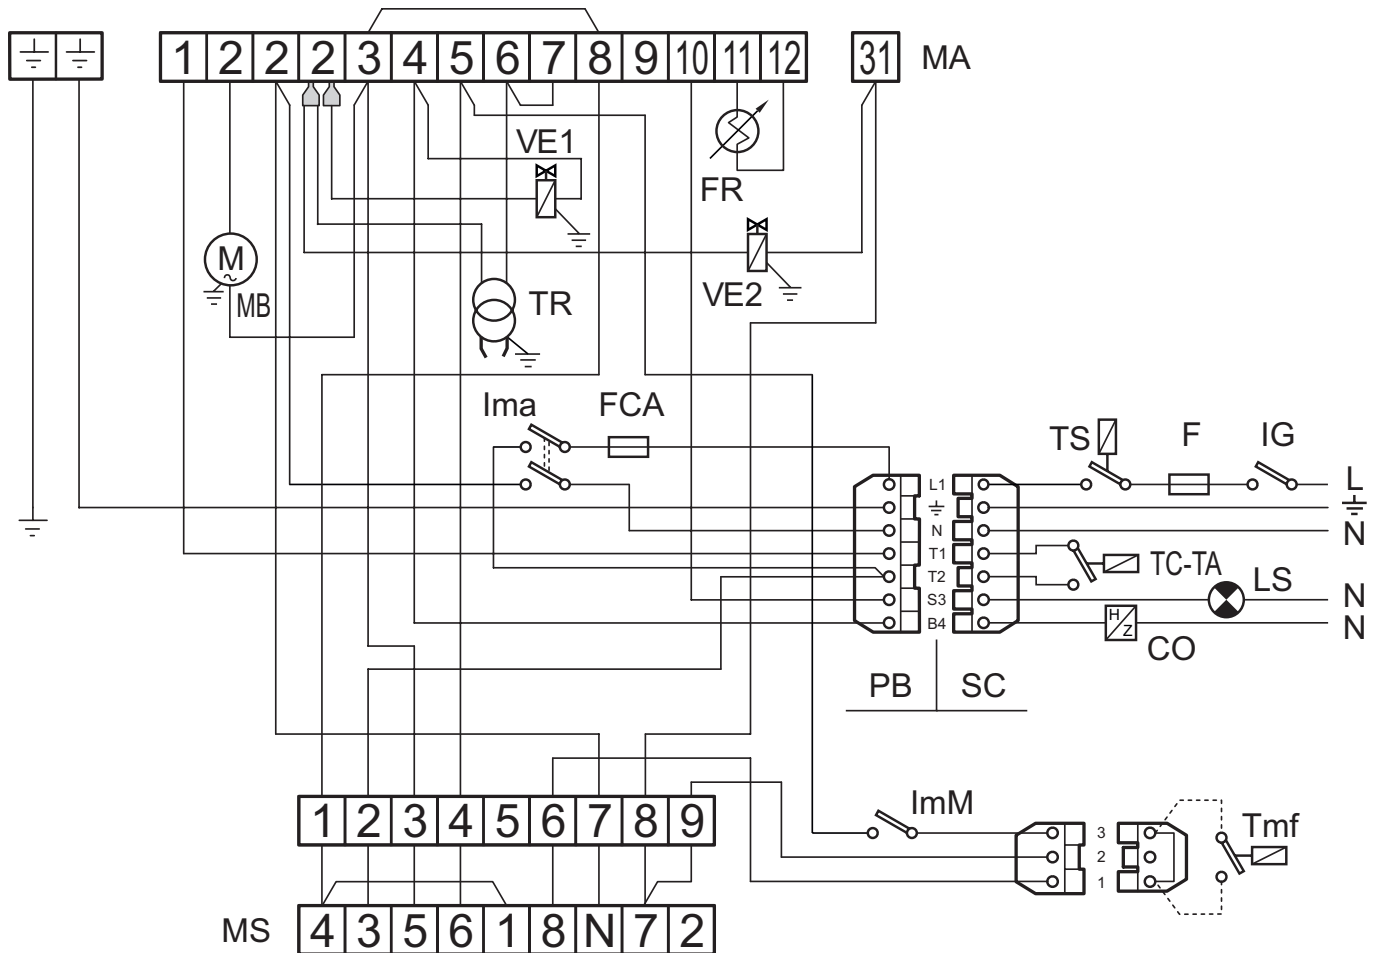 1 2 2 2 3 4 5 6 7 8 9 10 11 12 31 MA
VE1
FR
M
MB
VE2
TR
Ima FCA
TS F IG
L1 L
N N
T1 TC-TA
T2
S3 LS N
B4 H Z N
CO
PB SC
1 2 3 4 5 6 7 8 9
ImM
3 Tmf
2
1
MS 4 3 5 6 1 8 N 7 2